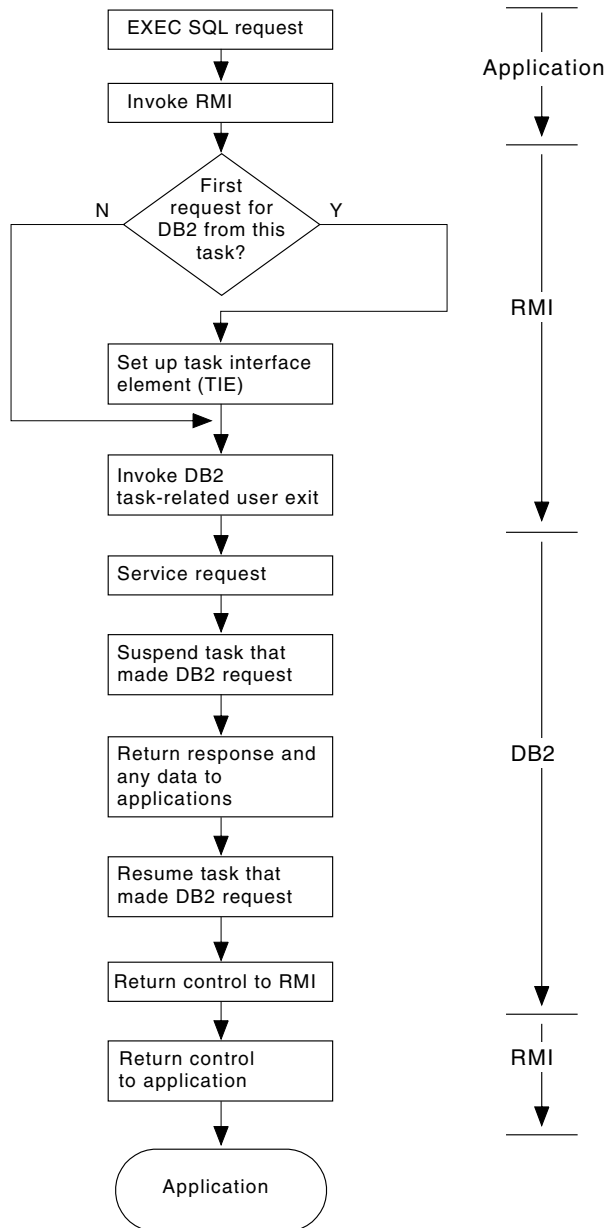 EXEC SQL request
Application
Invoke RMI
First
request for
DB2 from this
task?
N
Y
RMI
Set up task interface
element (TIE)
Invoke DB2
task-related user exit
Service request
Suspend task that
made DB2 request
Return response and
any data to
applications
DB2
Resume task that
made DB2 request
Return control to RMI
Return control
to application
RMI
Application